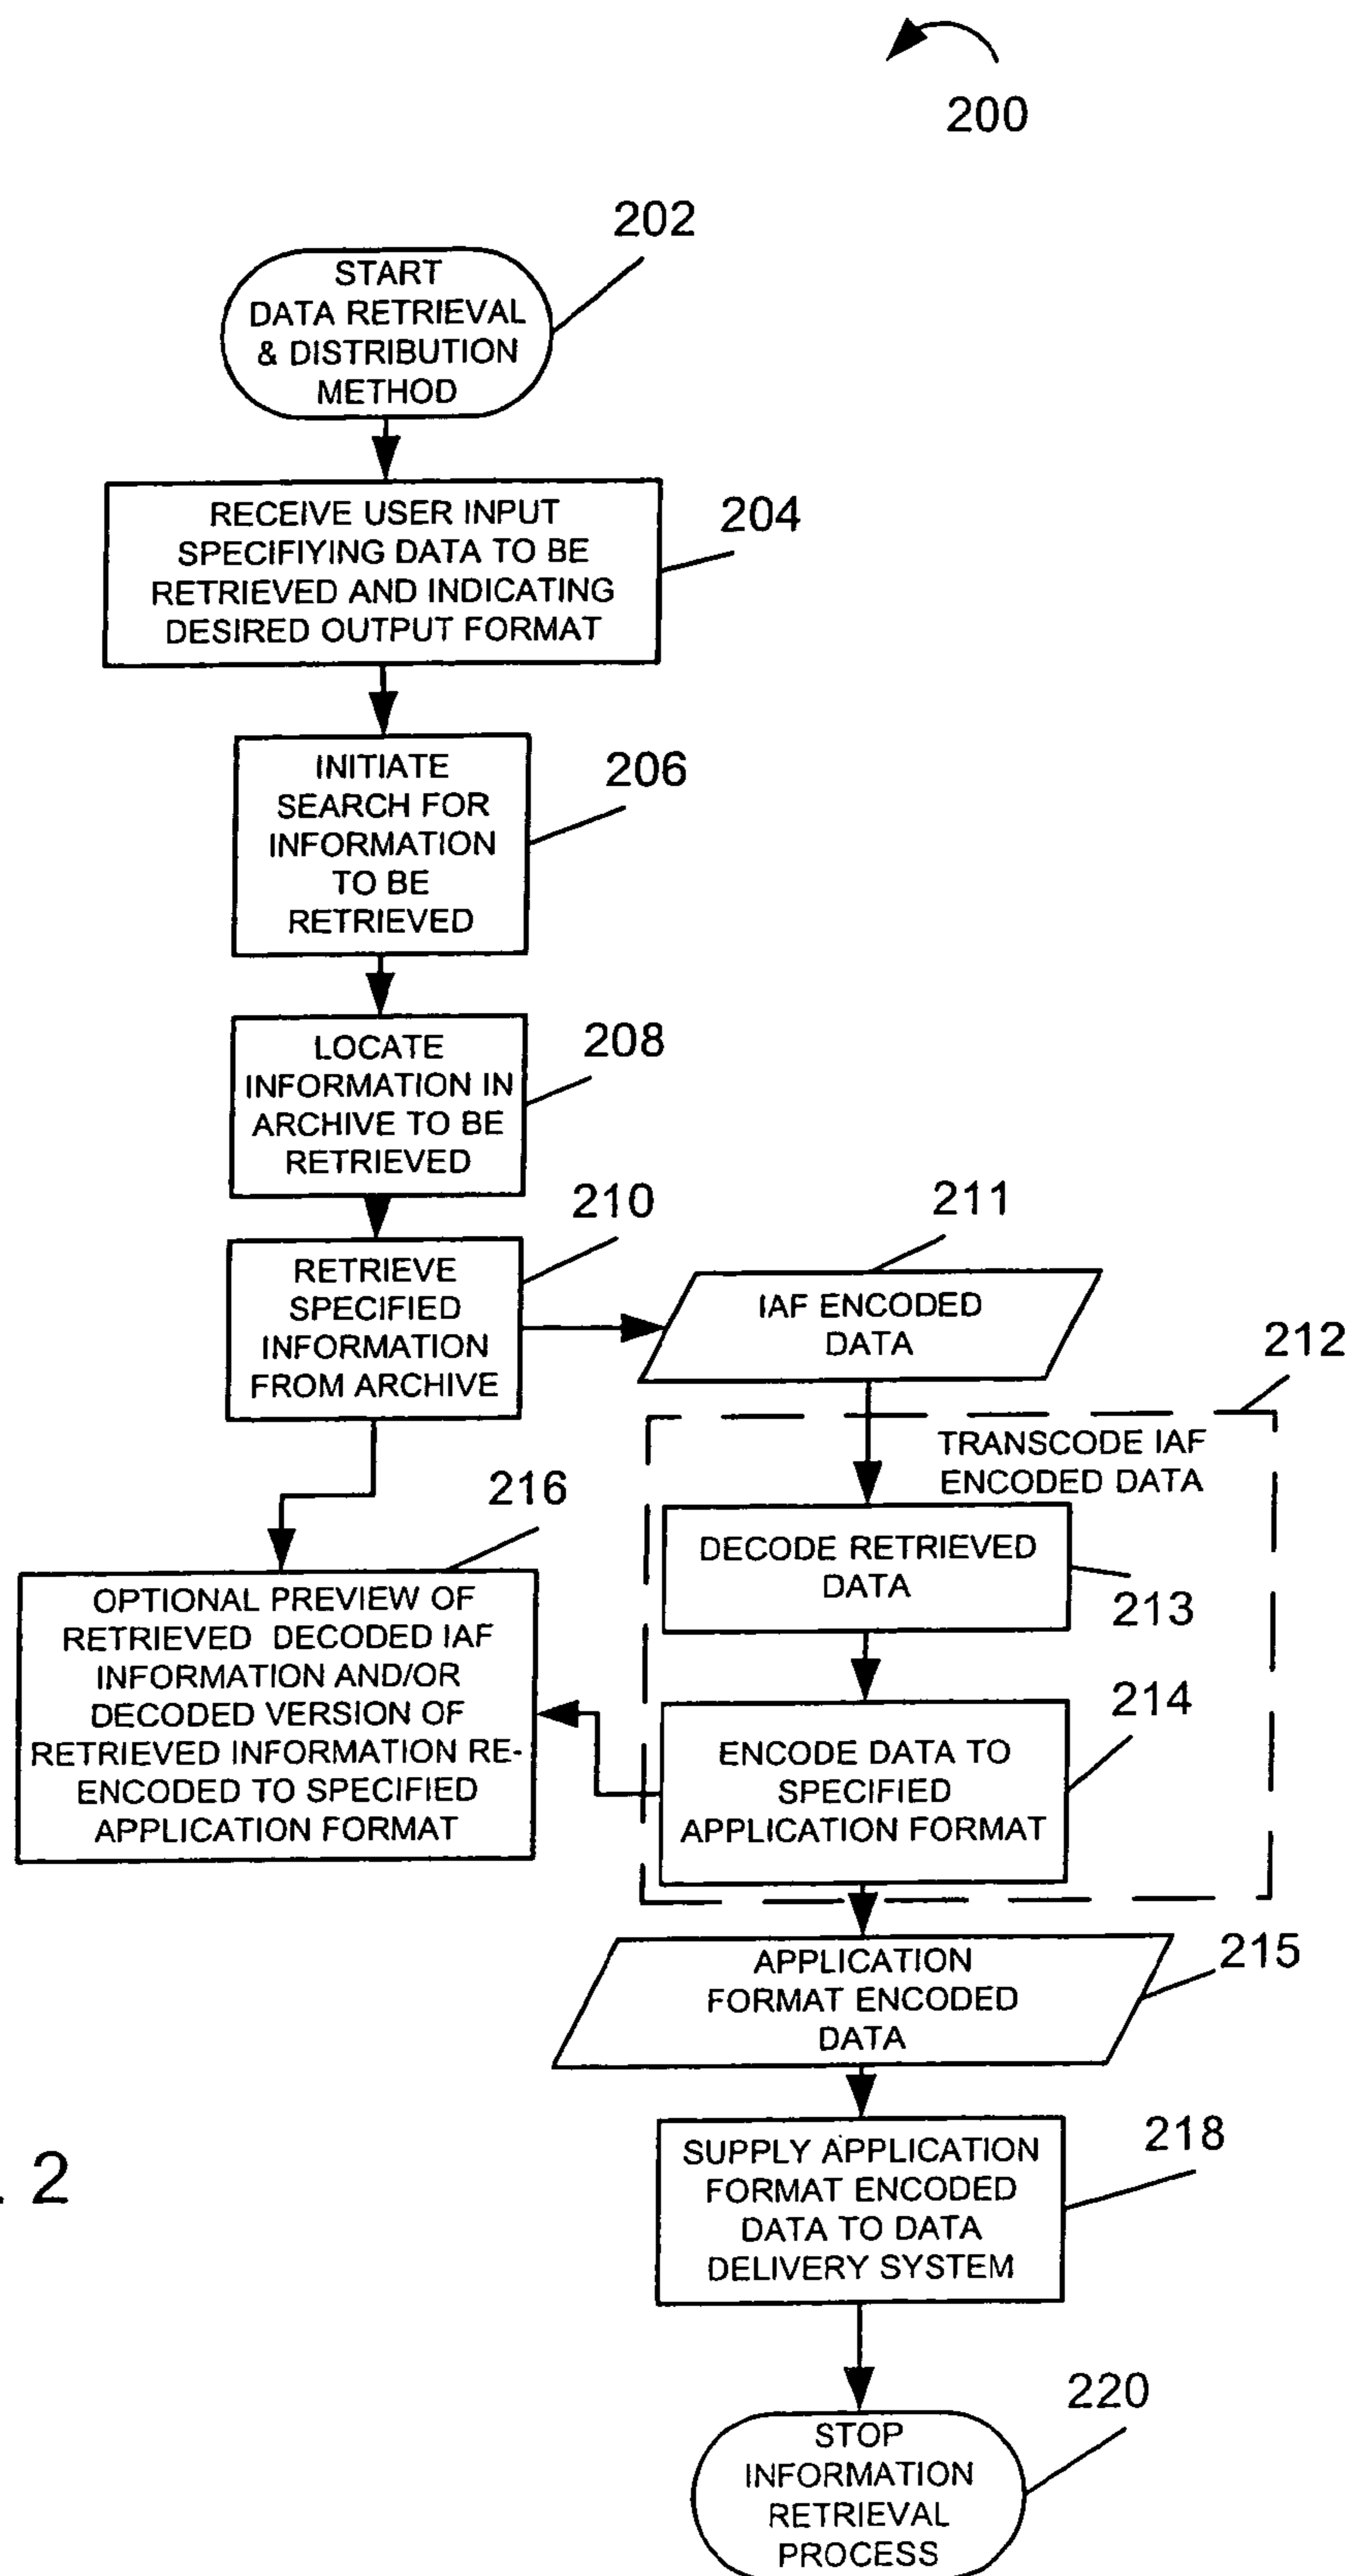 200
202
START
DATA RETRIEVAL
& DISTRIBUTION
METHOD
204
RECEIVE USER INPUT
SPECIFIYING DATA TO BE
RETRIEVED AND INDICATING
DESIRED OUTPUT FORMAT
206
INITIATE
SEARCH FOR
INFORMATION
TO BE
RETRIEVED
208
LOCATE
INFORMATION IN
ARCHIVE TO BE
RETRIEVED
210
RETRIEVE
SPECIFIED
INFORMATION
FROM ARCHIVE
211
IAF ENCODED
DATA
212
TRANSCODE IAF
ENCODED DATA
DECODE RETRIEVED
DATA
213
214
ENCODE DATA TO
SPECIFIED
APPLICATION FORMAT
216
OPTIONAL PREVIEW OF
RETRIEVED DECODED IAF
INFORMATION AND/OR
DECODED VERSION OF
RETRIEVED INFORMATION RE-
ENCODED TO SPECIFIED
APPLICATION FORMAT
215
APPLICATION
FORMAT ENCODED
DATA
218
SUPPLY APPLICATION
FORMAT ENCODED
DATA TO DATA
DELIVERY SYSTEM
. 2
220
STOP
INFORMATION
RETRIEVAL
PROCESS